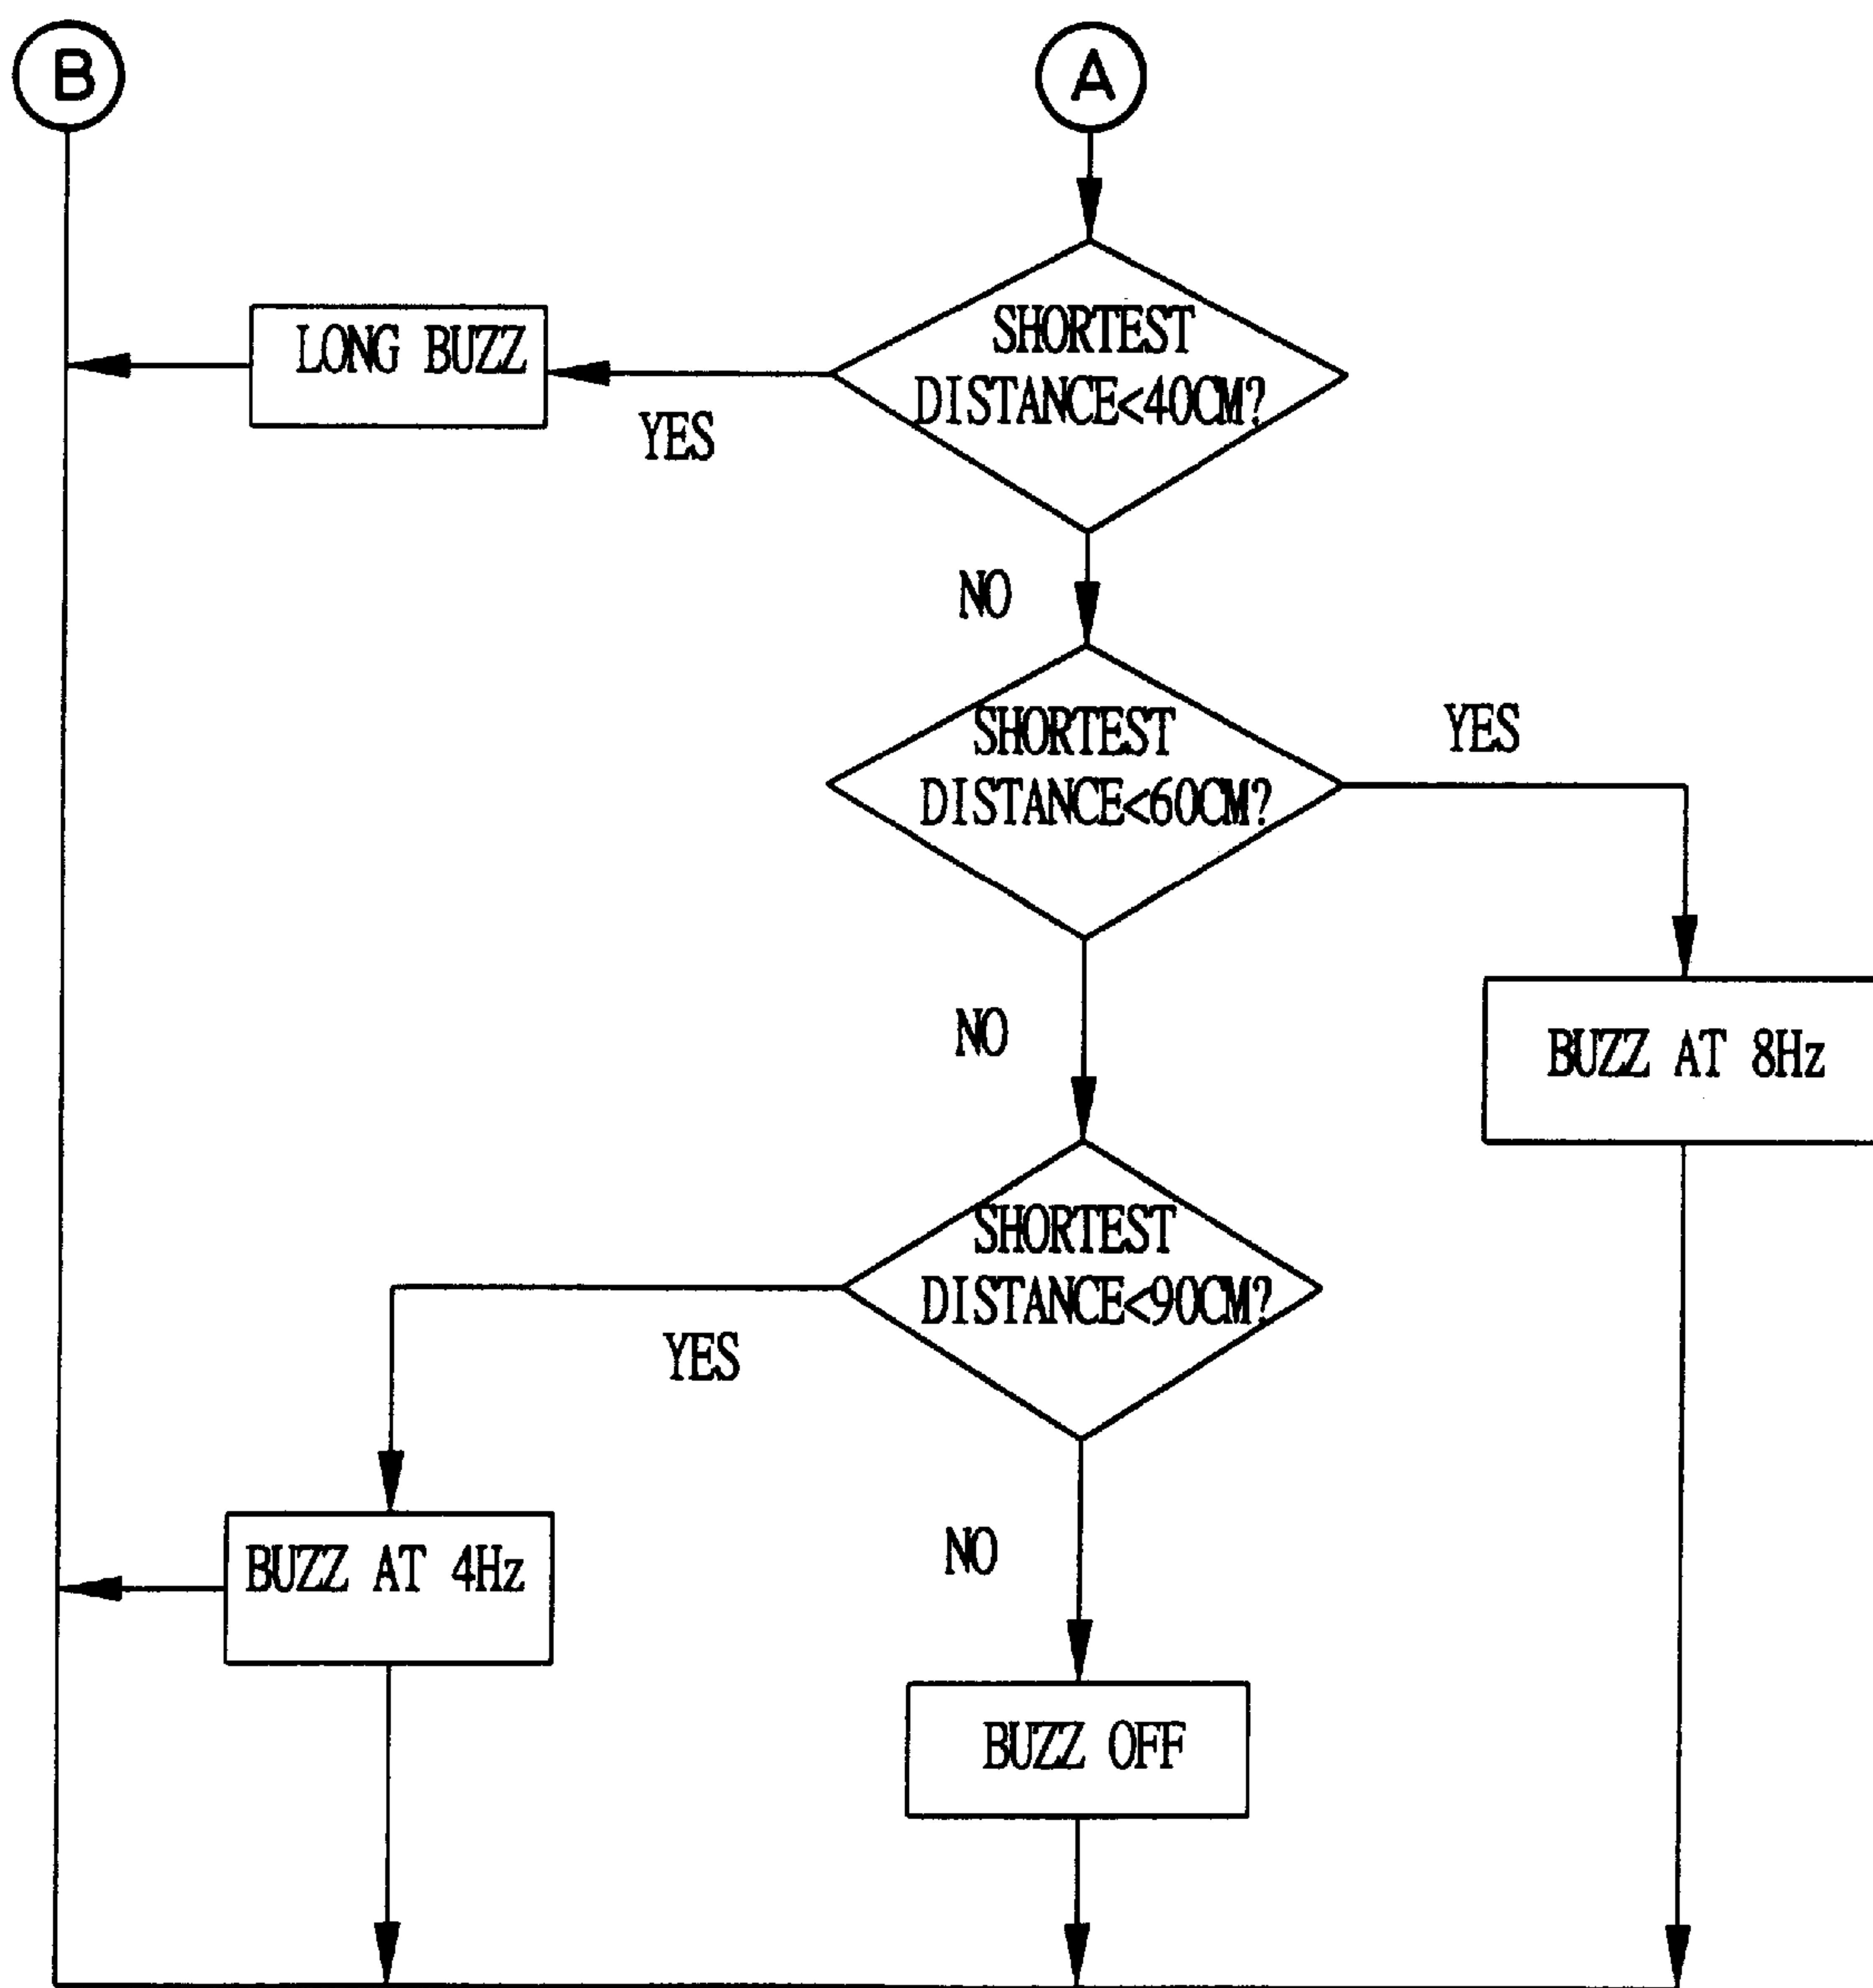 B
A
SHORTEST
DISTANCE<40CM?
LONG BUZZ
YES
NO
SHORTEST
DISTANCE<60CM?
YES
NO
BUZZ AT 8Hz
SHORTEST
DISTANCE<90CM?
YES
NO
BUZZ AT 4Hz
BUZZ OFF